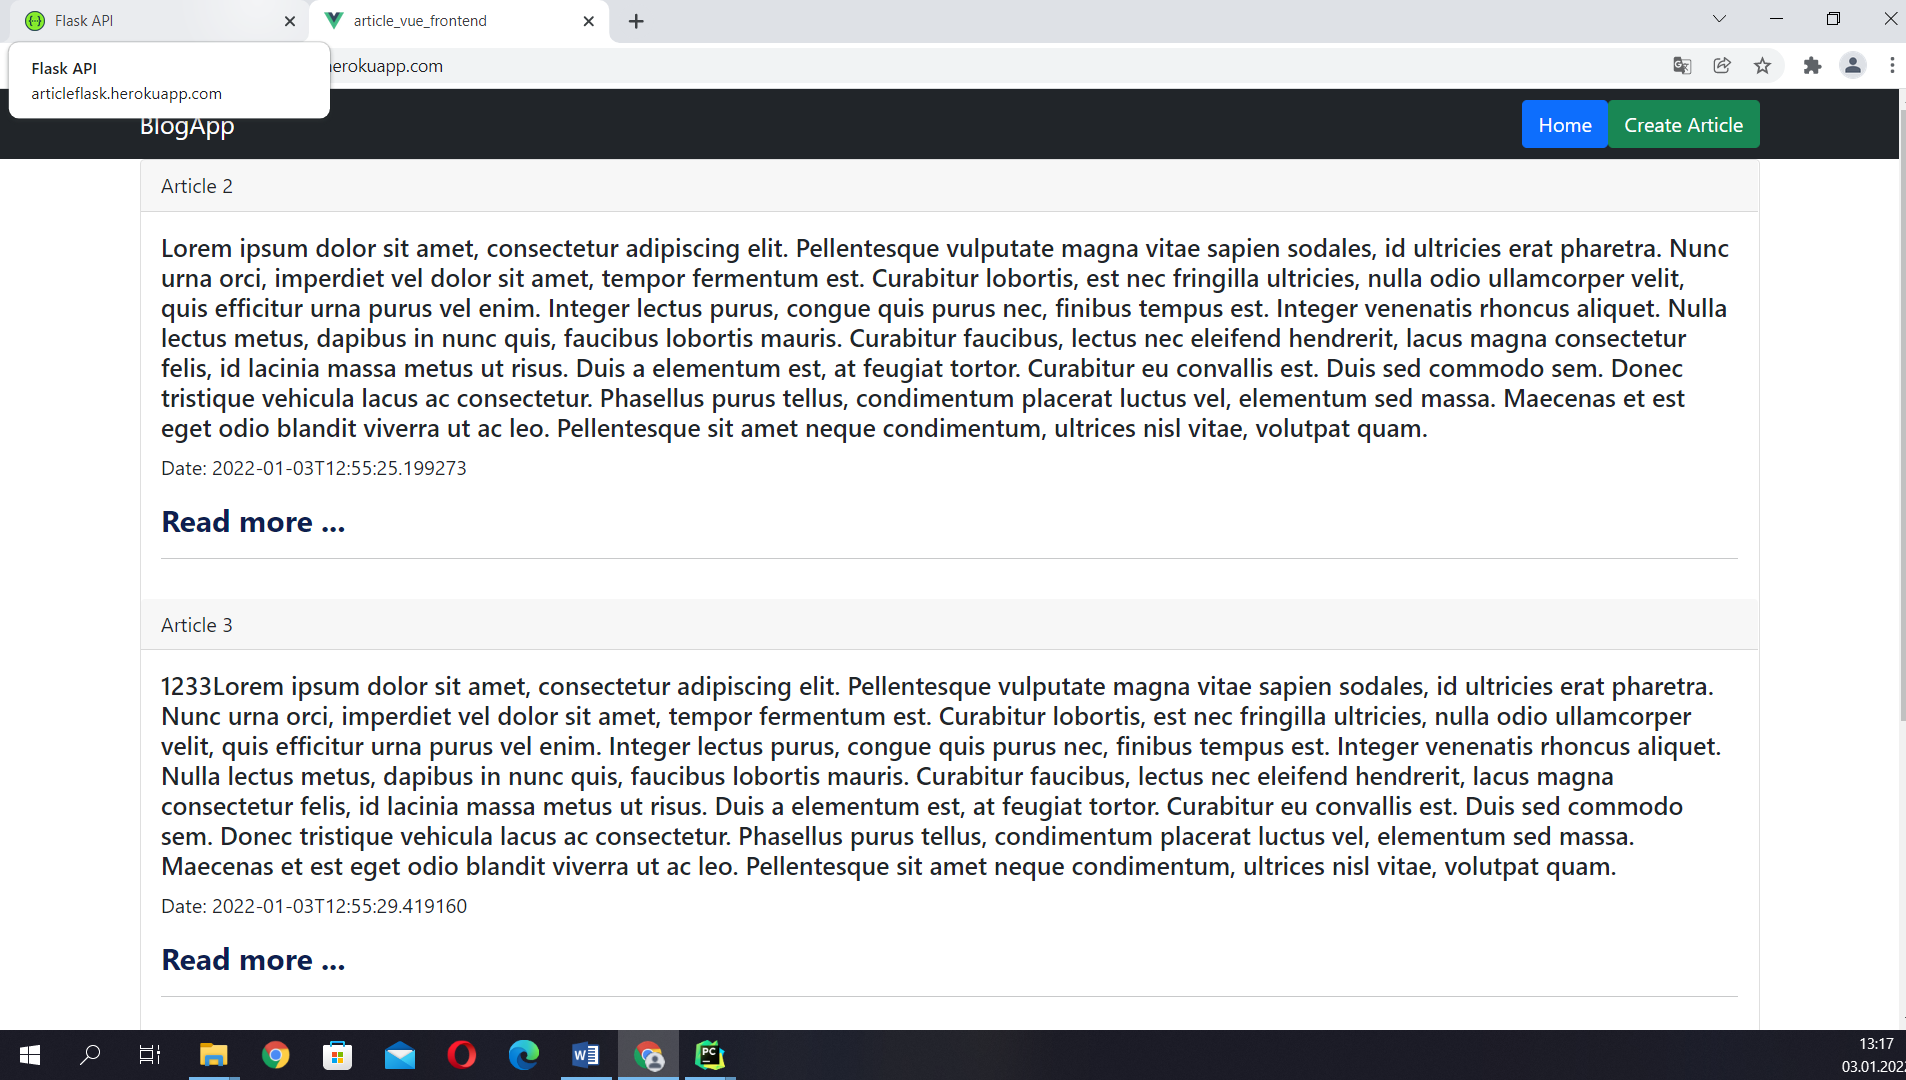 Flask API
article_vue_frontend
Flask API
articleflask.herokuapp.com
herokuapp.com
BlogApp
Home
Create Article
Article 2
Lorem ipsum dolor sit amet, consectetur adipiscing elit. Pellentesque vulputate magna vitae sapien sodales, id ultricies erat pharetra. Nunc
urna orci, imperdiet vel dolor sit amet, tempor fermentum est. Curabitur lobortis, est nec fringilla ultricies, nulla odio ullamcorper velit,
quis efficitur urna purus vel enim. Integer lectus purus, congue quis purus nec, finibus tempus est. Integer venenatis rhoncus aliquet. Nulla
lectus metus, dapibus in nunc quis, faucibus lobortis mauris. Curabitur faucibus, lectus nec eleifend hendrerit, lacus magna consectetur
felis, id lacinia massa metus ut risus. Duis a elementum est, at feugiat tortor. Curabitur eu convallis est. Duis sed commodo sem. Donec
tristique vehicula lacus ac consectetur. Phasellus purus tellus, condimentum placerat luctus vel, elementum sed massa. Maecenas et est
eget odio blandit viverra ut ac leo. Pellentesque sit amet neque condimentum, ultrices nisl vitae, volutpat quam.
Date: 2022-01-03T12:55:25.199273
Read more ...
Article 3
1233Lorem ipsum dolor sit amet, consectetur adipiscing elit. Pellentesque vulputate magna vitae sapien sodales, id ultricies erat pharetra.
Nunc urna orci, imperdiet vel dolor sit amet, tempor fermentum est. Curabitur lobortis, est nec fringilla ultricies, nulla odio ullamcorper
velit, quis efficitur urna purus vel enim. Integer lectus purus, congue quis purus nec, finibus tempus est. Integer venenatis rhoncus aliquet.
Nulla lectus metus, dapibus in nunc quis, faucibus lobortis mauris. Curabitur faucibus, lectus nec eleifend hendrerit, lacus magna
consectetur felis, id lacinia massa metus ut risus. Duis a elementum est, at feugiat tortor. Curabitur eu convallis est. Duis sed commodo
sem. Donec tristique vehicula lacus ac consectetur. Phasellus purus tellus, condimentum placerat luctus vel, elementum sed massa.
Maecenas et est eget odio blandit viverra ut ac leo. Pellentesque sit amet neque condimentum, ultrices nisl vitae, volutpat quam.
Date: 2022-01-03T12:55:29.419160
Read more ...
13:17
03.01.202